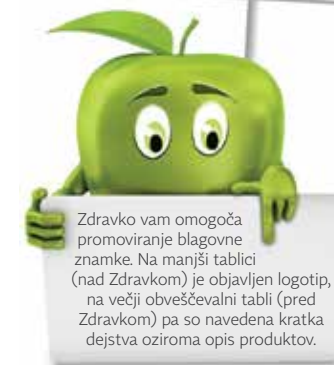 Zdravko vam omogoča
promoviranje blagovne
znamke. Na manjši tablici
(nad Zdravkom) je objavljen logotip,
na večji obveščevalni tabli (pred
Zdravkom) pa so navedena kratka
dejstva oziroma opis produktov.